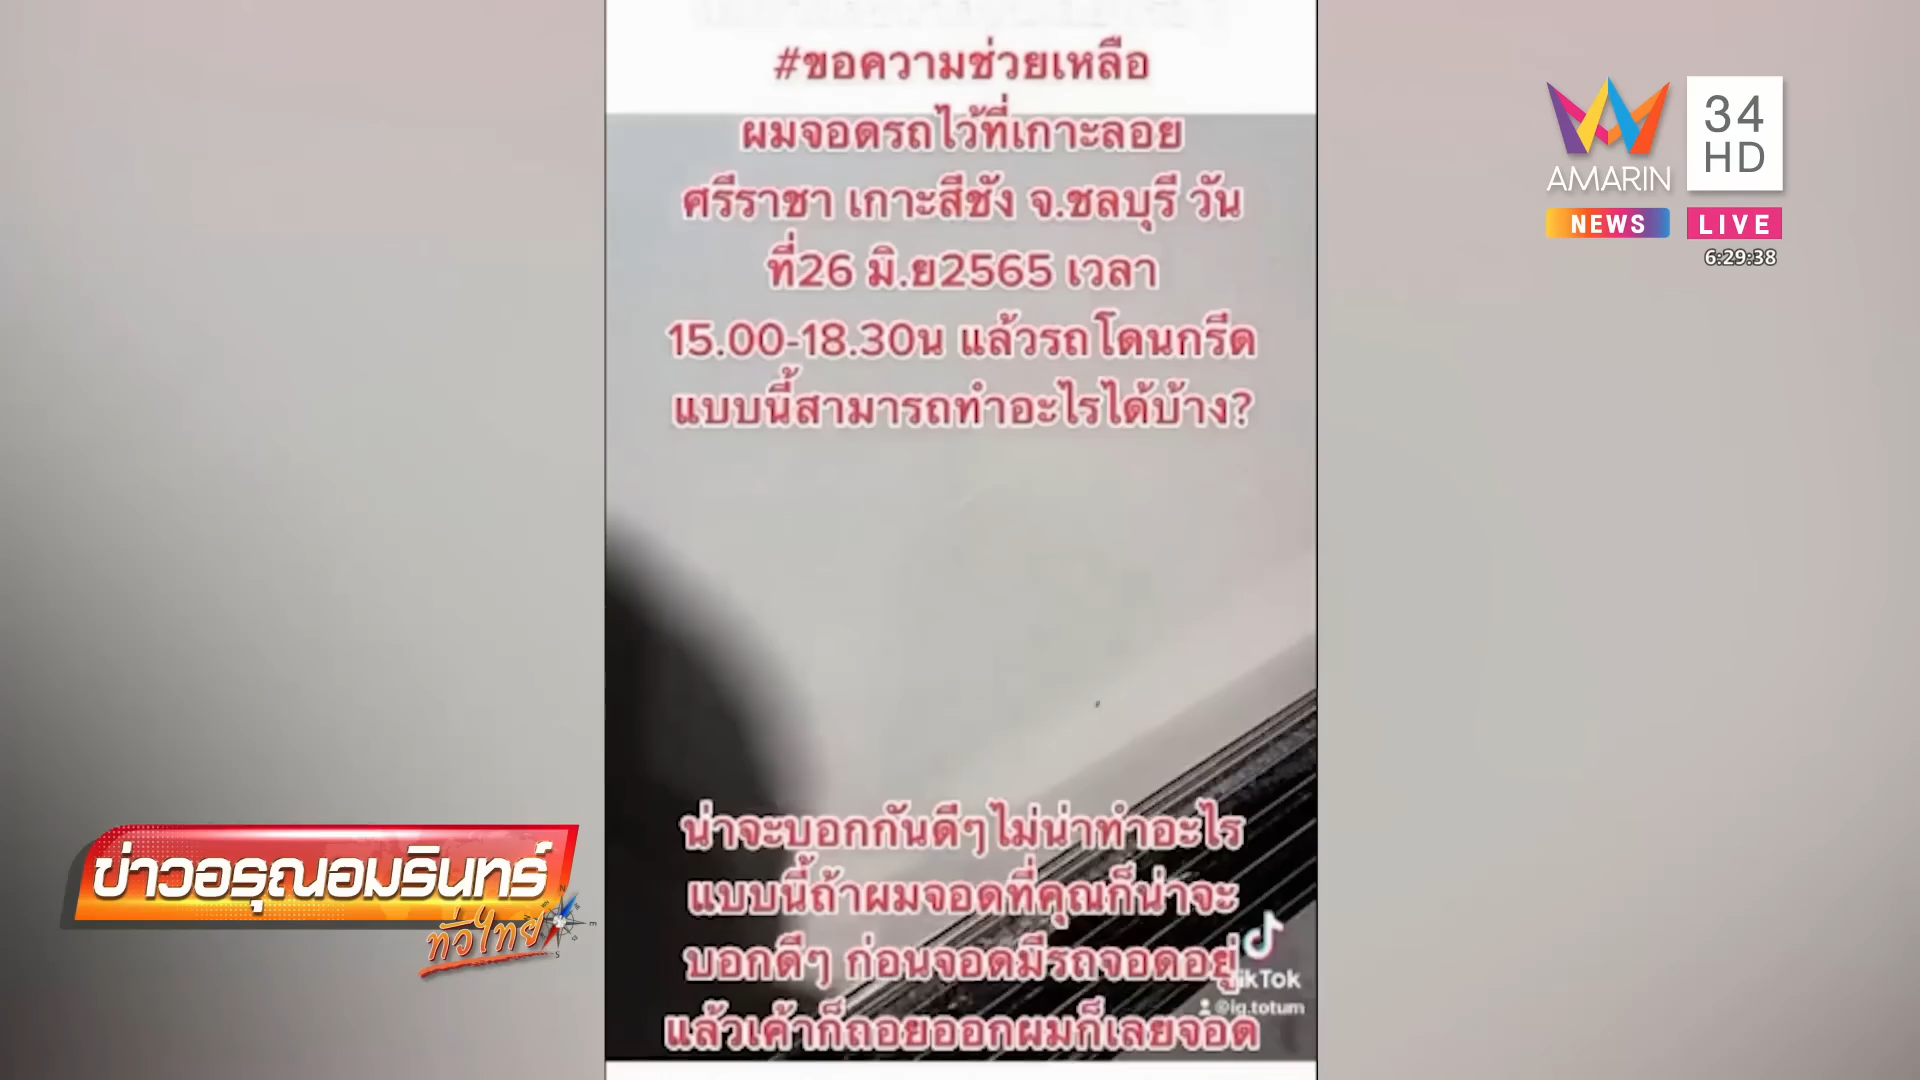 #ขอความช่วยเหลือ
ผมจอดรถไว้ที่เกาะลอย
ศรีราชา เกาะสีชัง จ.ชลบุรี วัน
ที่26 มิ.ย2565 เวลา
15.00-18.30น แล้วรถโดนกรีด
แบบนี้สามารถทำอะไรได้บ้าง?
น่าจะบอกกันดีๆไม่น่าทำอะไร
แบบนี้ถ้าผมจอดที่คุณก็น่าจะ
บอกดีๆ ก่อนจอดมีรถจอดอยู่
แล้วเค้าก็ถอยออกผมก็เลยจอด
TikTok
@ig.totum
AMARIN
34
HD
NEWS
LIVE
6:29:38
ข่าวอรุณอมรินทร์
ทั่วไทย